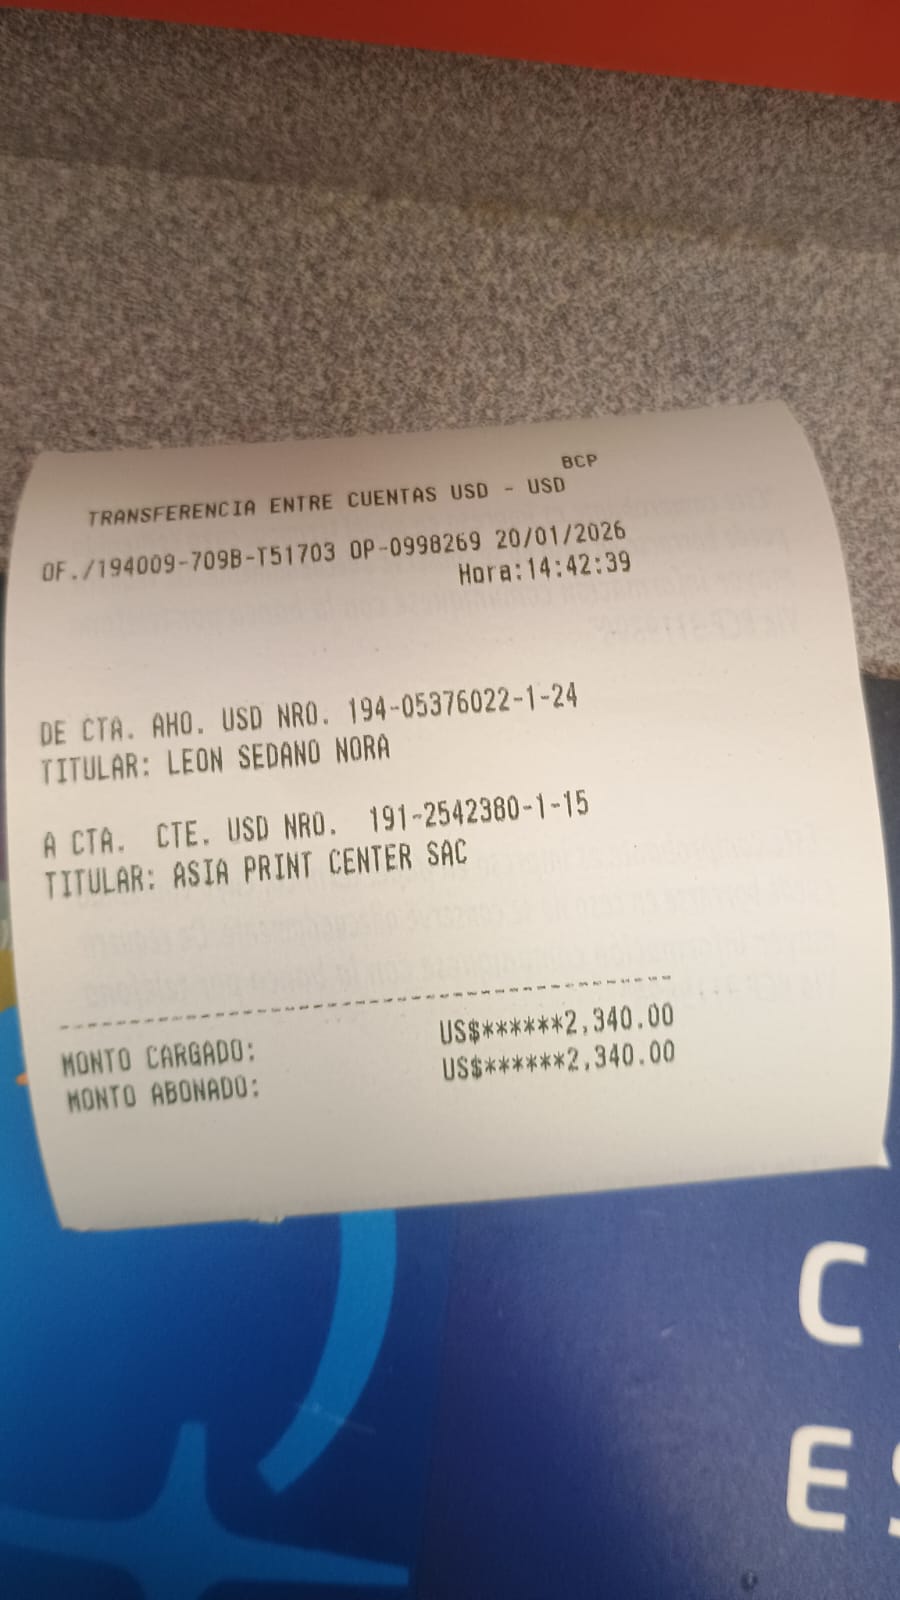 BCP
TRANSFERENCIA ENTRE CUENTAS USD - USD
OF./194009-709B-T51703 OP-0998269 20/01/2026
Hora:14:42:39
DE CTA. AHO. USD NRO. 194-05376022-1-24
TITULAR: LEON SEDANO NORA
A CTA. CTE. USD NRO. 191-2542380-1-15
TITULAR: ASIA PRINT CENTER SAC
------------------------------------------
MONTO CARGADO: US$******2,340.00
MONTO ABONADO: US$******2,340.00
C
E